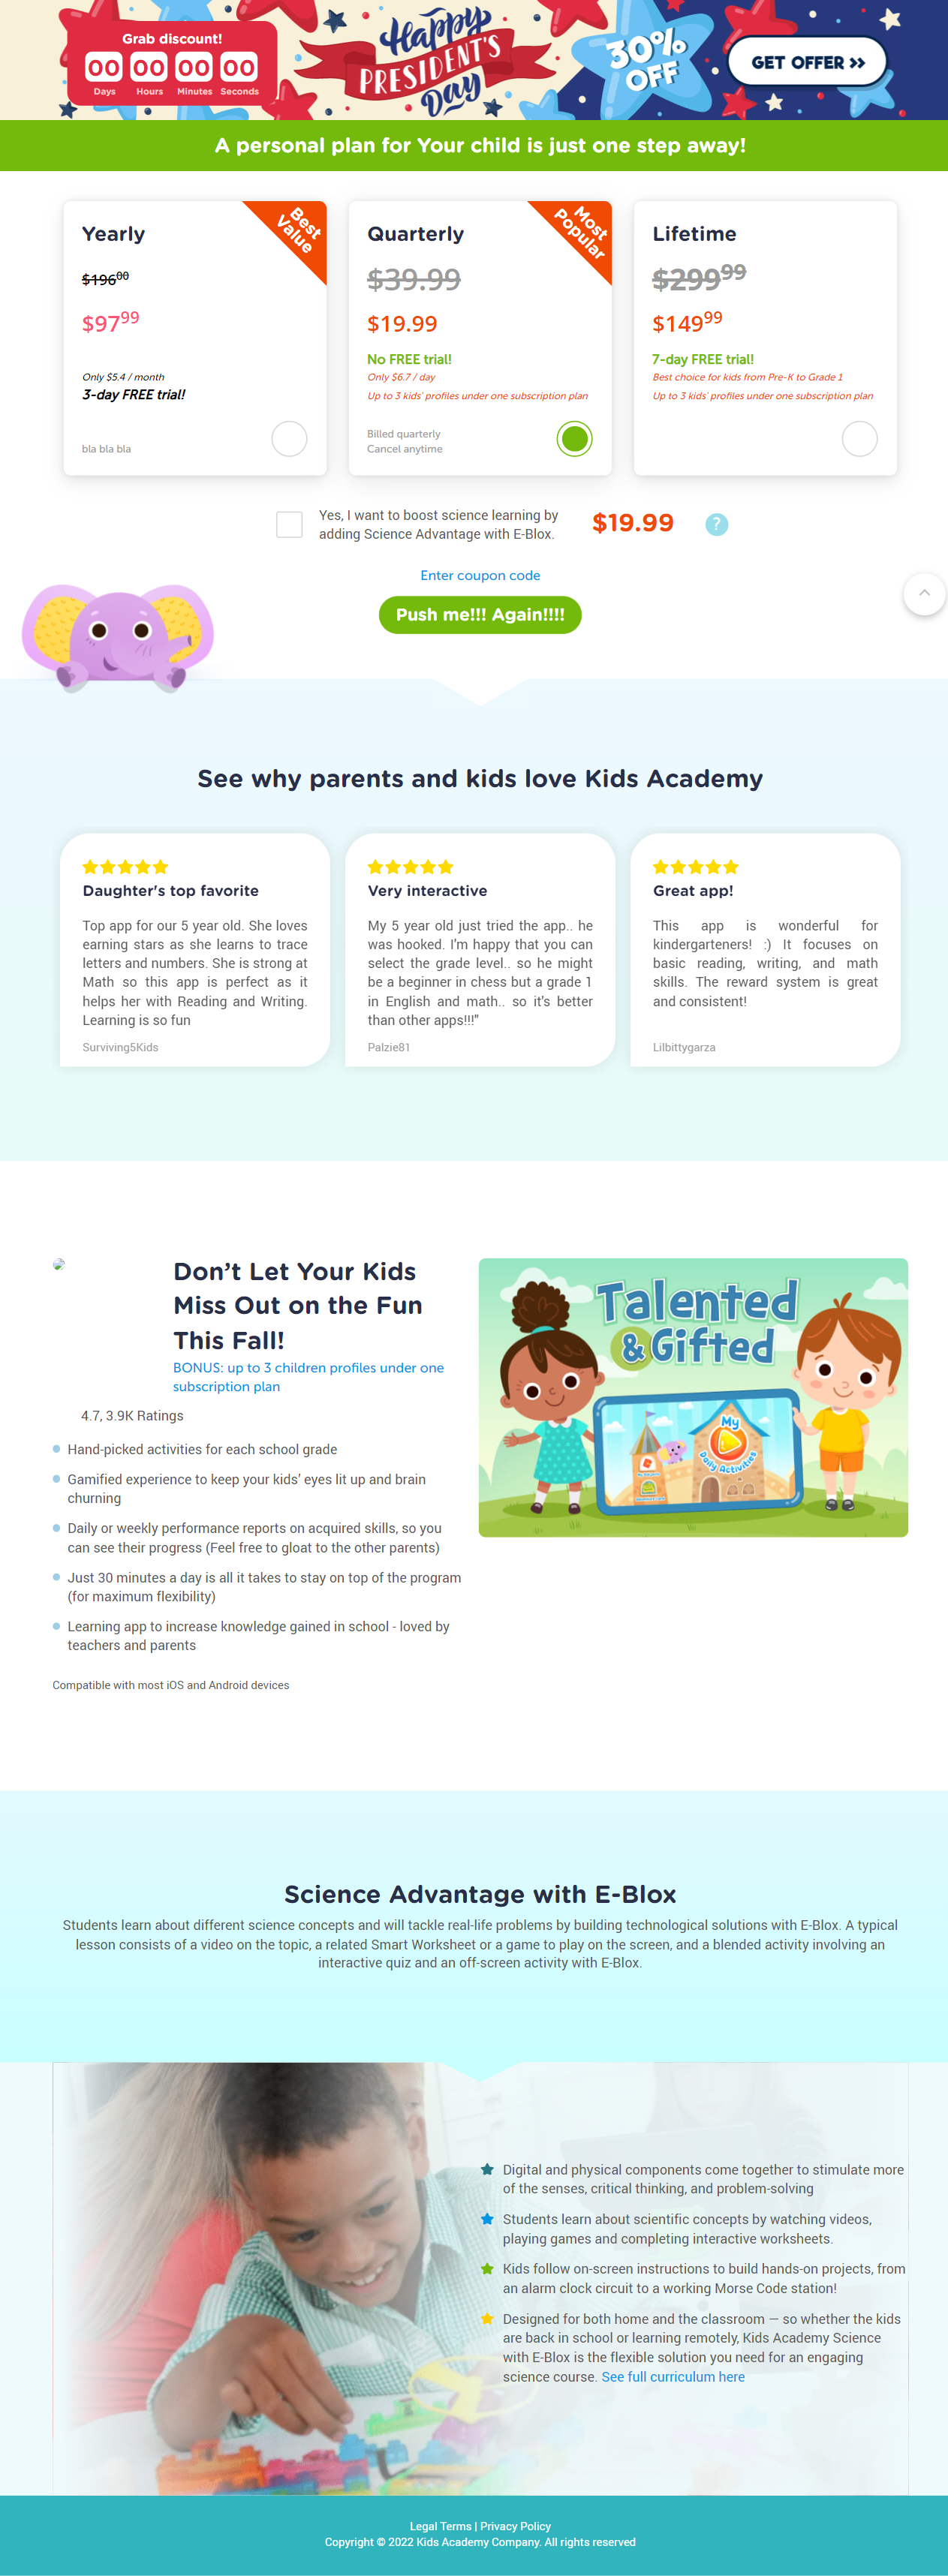 Grab discount!
00 00 00 00
Days Hours Minutes Seconds
Happy
PRESIDENT'S
Day
30%
OFF
GET OFFER >>
A personal plan for Your child is just one step away!
Yearly
Best
Value
$196⁰⁰
$97⁹⁹
Only $5.4 / month
3-day FREE trial!
bla bla bla
Quarterly
Most
Popular
$39.99
$19.99
No FREE trial!
Only $6.7 / day
Up to 3 kids' profiles under one subscription plan
Billed quarterly
Cancel anytime
Lifetime
$299⁹⁹
$149⁹⁹
7-day FREE trial!
Best choice for kids from Pre-K to Grade 1
Up to 3 kids' profiles under one subscription plan
Yes, I want to boost science learning by
adding Science Advantage with E-Blox.
$19.99
?
Enter coupon code
Push me!!! Again!!!!
See why parents and kids love Kids Academy
Daughter's top favorite
Top app for our 5 year old. She loves
earning stars as she learns to trace
letters and numbers. She is strong at
Math so this app is perfect as it
helps her with Reading and Writing.
Learning is so fun
Surviving5Kids
Very interactive
My 5 year old just tried the app.. he
was hooked. I'm happy that you can
select the grade level.. so he might
be a beginner in chess but a grade 1
in English and math.. so it's better
than other apps!!!"
Palzie81
Great app!
This app is wonderful for
kindergarteners! :) It focuses on
basic reading, writing, and math
skills. The reward system is great
and consistent!
Lilbittygarza
Don’t Let Your Kids
Miss Out on the Fun
This Fall!
BONUS: up to 3 children profiles under one
subscription plan
4.7, 3.9K Ratings
Hand-picked activities for each school grade
Gamified experience to keep your kids’ eyes lit up and brain
churning
Daily or weekly performance reports on acquired skills, so you
can see their progress (Feel free to gloat to the other parents)
Just 30 minutes a day is all it takes to stay on top of the program
(for maximum flexibility)
Learning app to increase knowledge gained in school - loved by
teachers and parents
Compatible with most iOS and Android devices
Talented
& Gifted
My
Daily Activities
Science Advantage with E-Blox
Students learn about different science concepts and will tackle real-life problems by building technological solutions with E-Blox. A typical
lesson consists of a video on the topic, a related Smart Worksheet or a game to play on the screen, and a blended activity involving an
interactive quiz and an off-screen activity with E-Blox.
Digital and physical components come together to stimulate more
of the senses, critical thinking, and problem-solving
Students learn about scientific concepts by watching videos,
playing games and completing interactive worksheets.
Kids follow on-screen instructions to build hands-on projects, from
an alarm clock circuit to a working Morse Code station!
Designed for both home and the classroom — so whether the kids
are back in school or learning remotely, Kids Academy Science
with E-Blox is the flexible solution you need for an engaging
science course. See full curriculum here
Legal Terms | Privacy Policy
Copyright © 2022 Kids Academy Company. All rights reserved